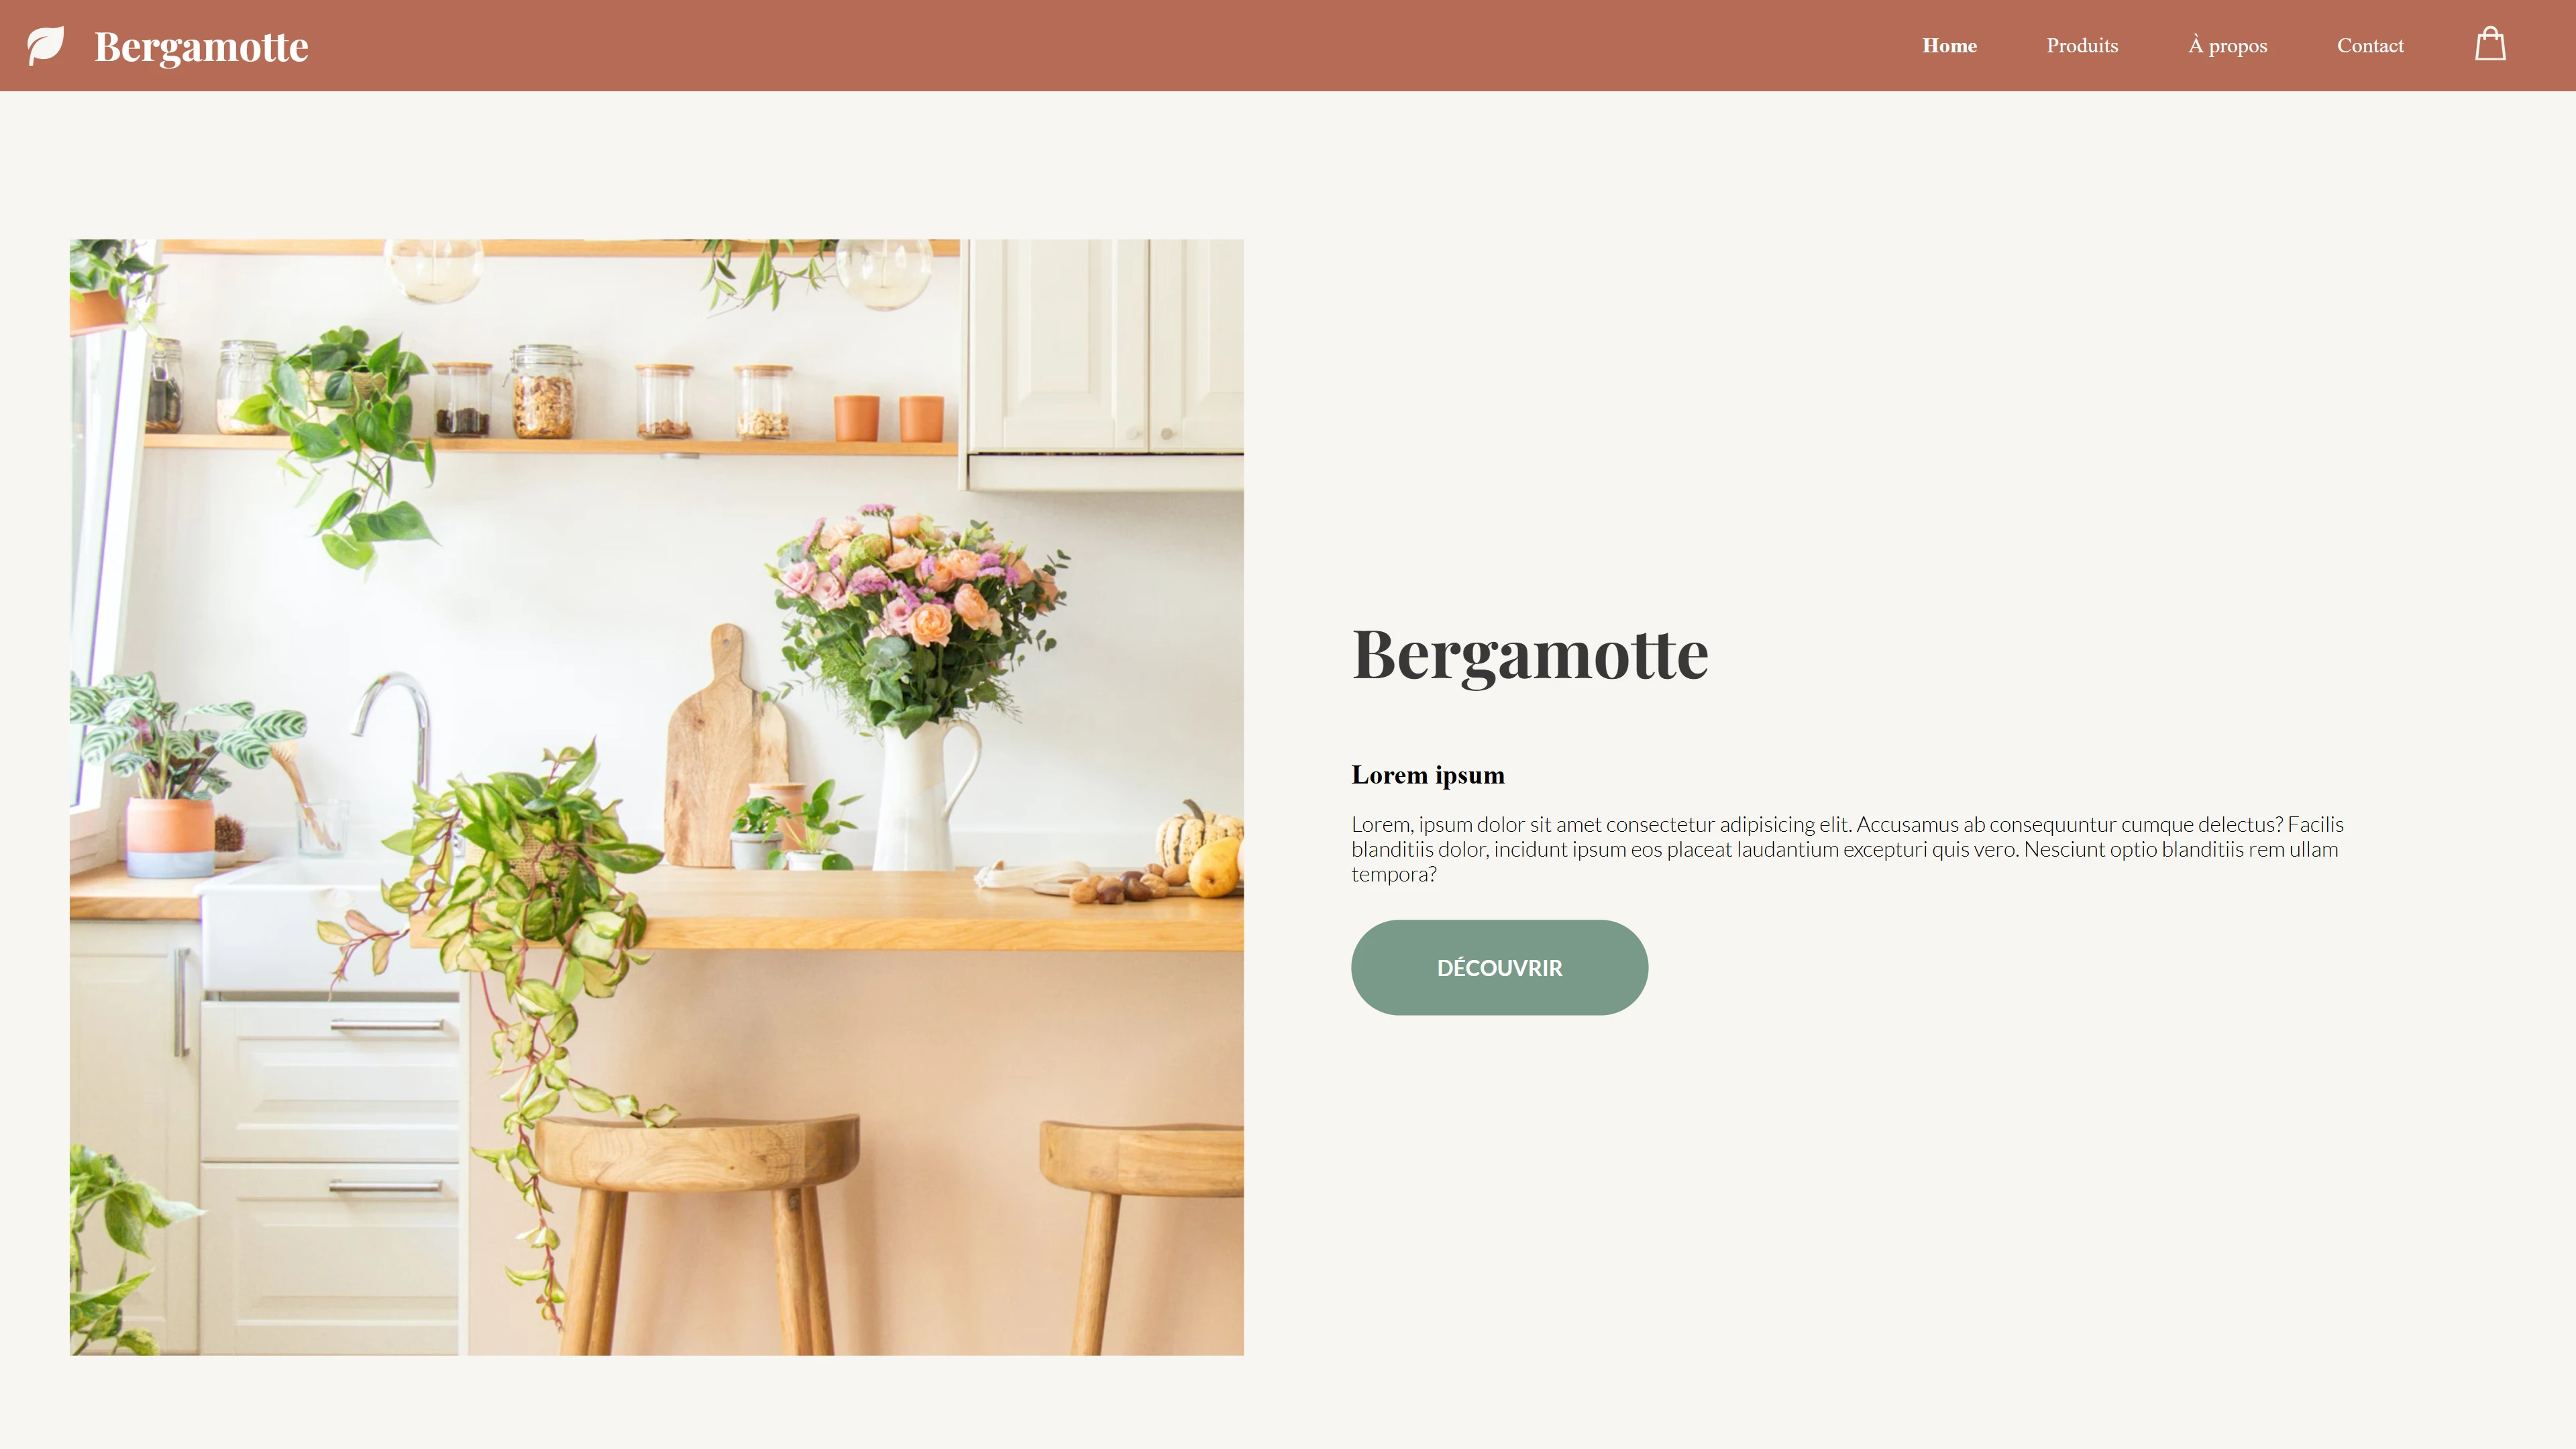 Bergamotte
Home
Produits
À propos
Contact
Bergamotte
Lorem ipsum
Lorem, ipsum dolor sit amet consectetur adipisicing elit. Accusamus ab consequuntur cumque delectus? Facilis
blanditiis dolor, incidunt ipsum eos placeat laudantium excepturi quis vero. Nesciunt optio blanditiis rem ullam
tempora?
DÉCOUVRIR